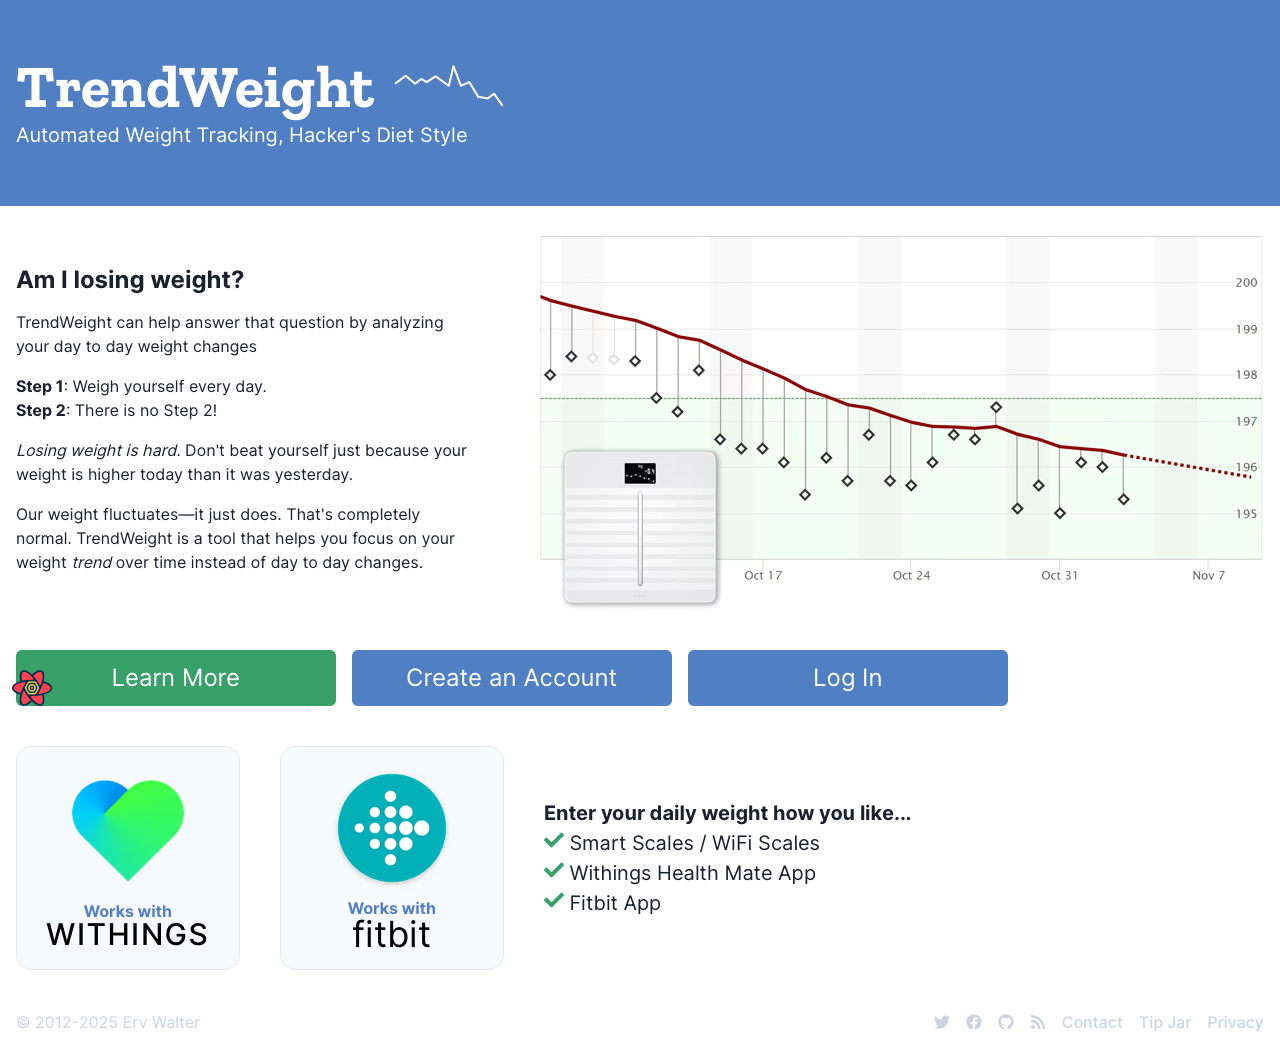 TrendWeight
Automated Weight Tracking, Hacker's Diet Style
Am I losing weight?
TrendWeight can help answer that question by analyzing
your day to day weight changes
Step 1: Weigh yourself every day.
Step 2: There is no Step 2!
Losing weight is hard. Don't beat yourself just because your
weight is higher today than it was yesterday.
Our weight fluctuates—it just does. That's completely
normal. TrendWeight is a tool that helps you focus on your
weight trend over time instead of day to day changes.
200
199
198
197
196
195
Oct 17
Oct 24
Oct 31
Nov 7
Learn More
Create an Account
Log In
Works with
WITHINGS
Works with
fitbit
Enter your daily weight how you like...
Smart Scales / WiFi Scales
Withings Health Mate App
Fitbit App
© 2012-2025 Erv Walter
Contact
Tip Jar
Privacy